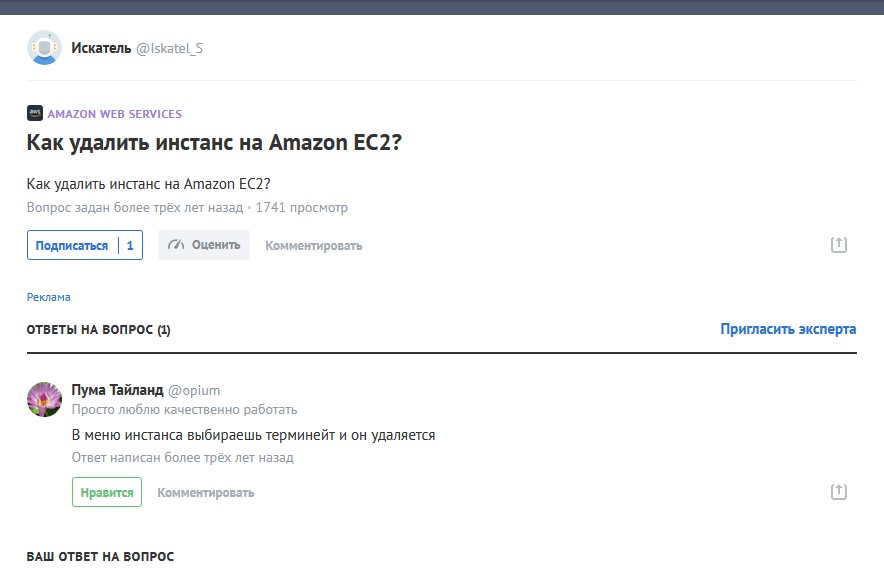 Искатель @Iskatel_S
aws AMAZON WEB SERVICES
Как удалить инстанс на Amazon EC2?
Как удалить инстанс на Amazon EC2?
Вопрос задан более трёх лет назад • 1741 просмотр
Подписаться 1 Оценить Комментировать
Реклама
ОТВЕТЫ НА ВОПРОС (1) Пригласить эксперта
Пума Тайланд @opium
Просто люблю качественно работать
В меню инстанса выбираешь терминейт и он удаляется
Ответ написан более трёх лет назад
Нравится Комментировать
ВАШ ОТВЕТ НА ВОПРОС